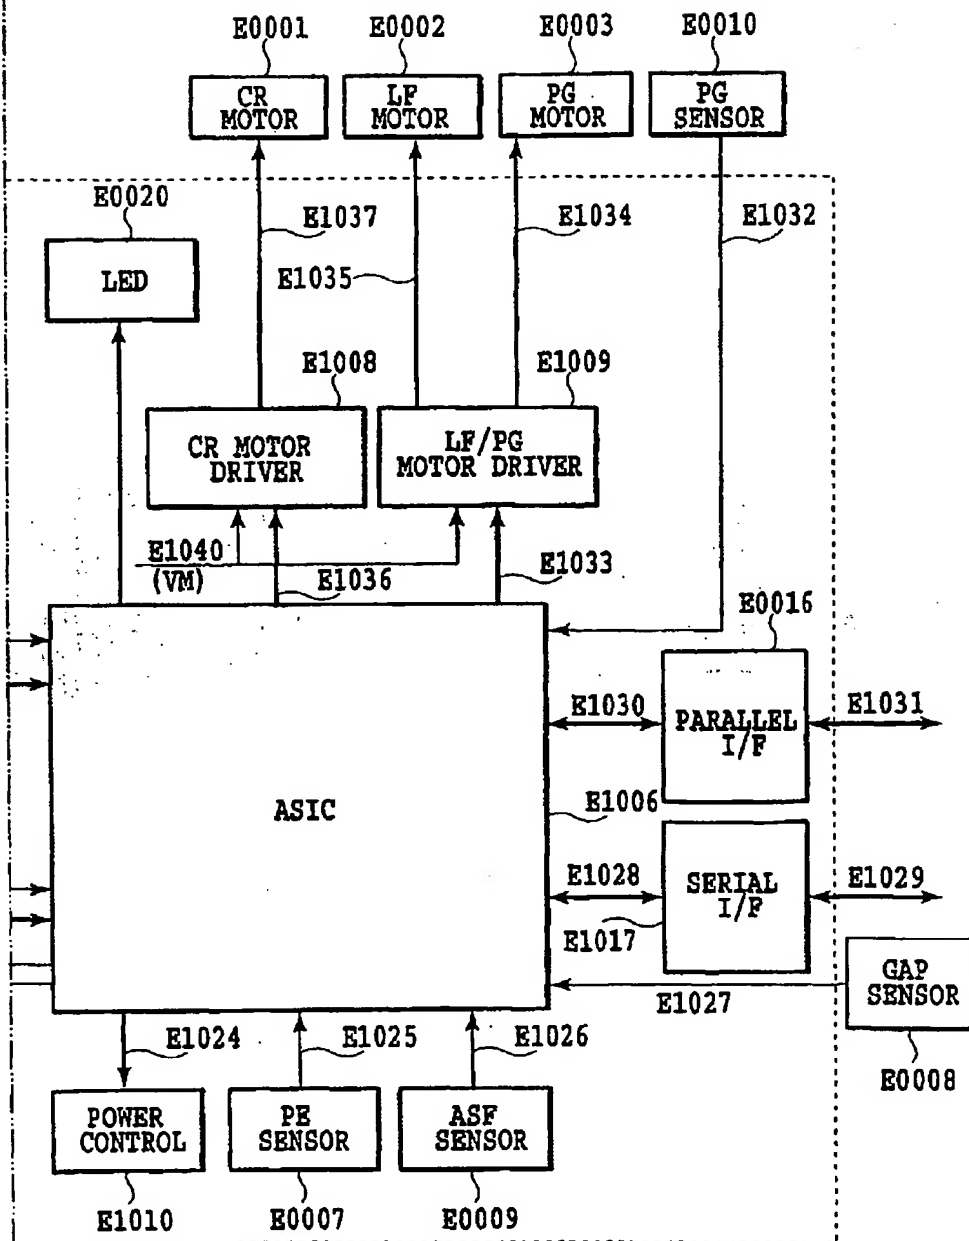 E0001
E0002
E0003
E0010
CR
MOTOR
LF
MOTOR
PG
MOTOR
PG
SENSOR
E0020
LED
E1037
E1035
E1034
E1032
E1008
E1009
CR MOTOR
DRIVER
LF/PG
MOTOR DRIVER
E1040
(VM)
E1036
E1033
E0016
E1030
PARALLEL
I/F
E1031
ASIC
E1006
E1028
SERIAL
I/F
E1029
E1017
E1027
GAP
SENSOR
E0008
E1024
E1025
E1026
POWER
CONTROL
PE
SENSOR
ASF
SENSOR
E1010
E0007
E0009